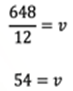 648/12 = v
54 = v